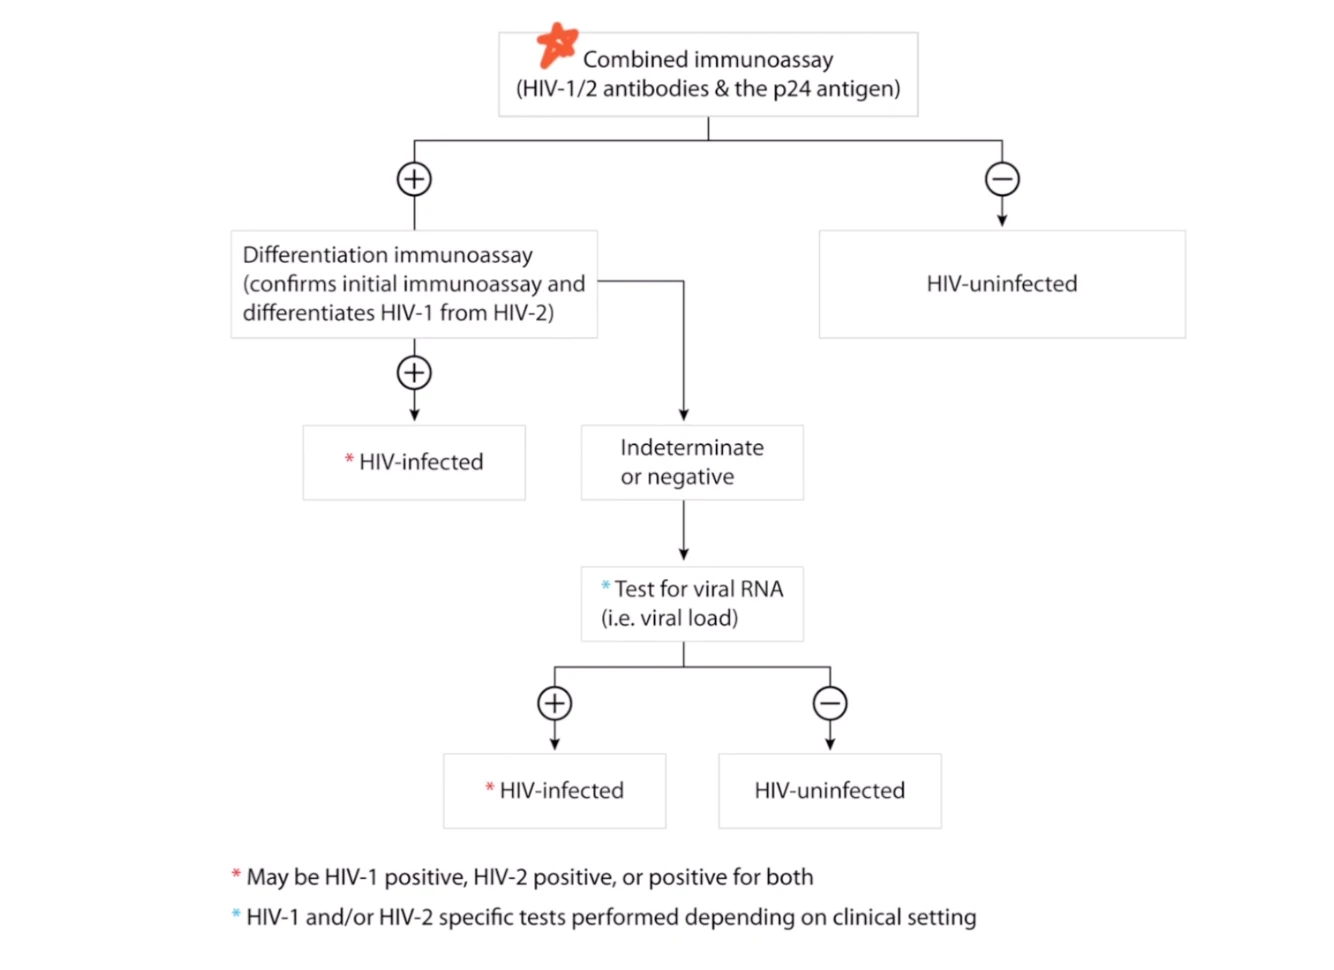 Combined immunoassay
(HIV-1/2 antibodies & the p24 antigen)
Differentiation immunoassay
(confirms initial immunoassay and
differentiates HIV-1 from HIV-2)
HIV-uninfected
* HIV-infected
Indeterminate
or negative
* Test for viral RNA
(i.e. viral load)
* HIV-infected
HIV-uninfected
* May be HIV-1 positive, HIV-2 positive, or positive for both
* HIV-1 and/or HIV-2 specific tests performed depending on clinical setting